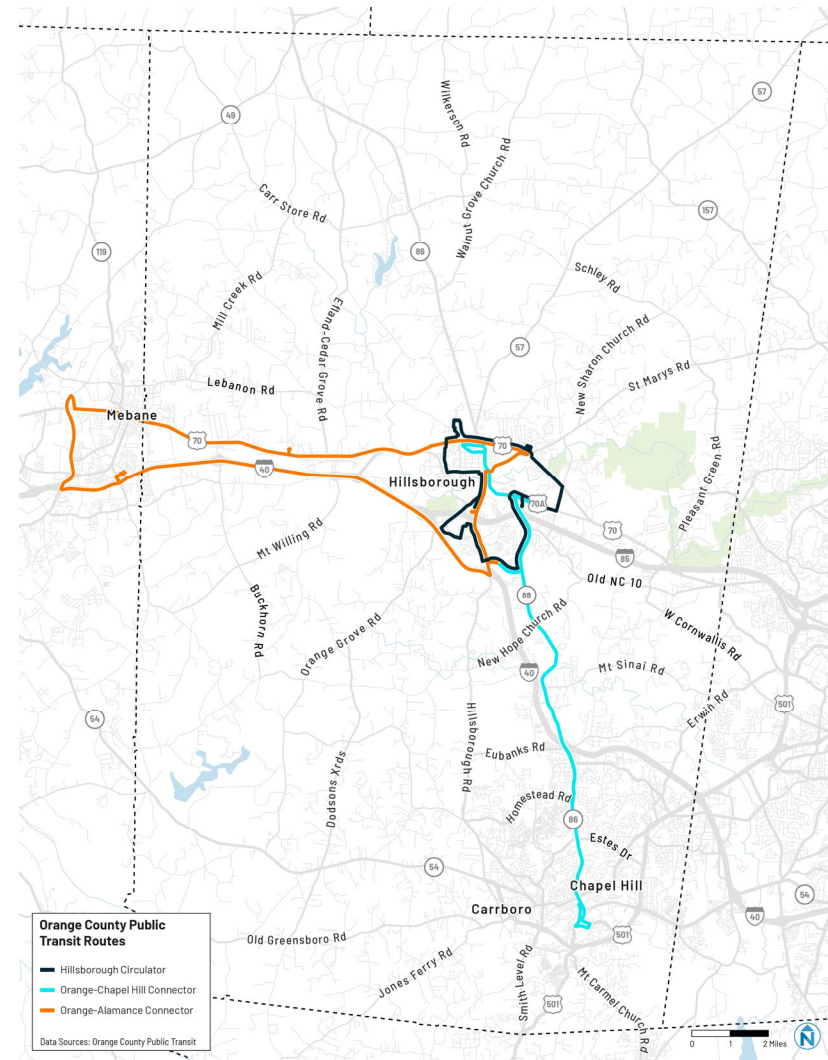 57
49
Wilkerson Rd
Walnut Grove Church Rd
157
Carr Store Rd
119
86
Schley Rd
Mill Creek Rd
Efland-Cedar Grove Rd
57
New Sharon Church Rd
St Marys Rd
Lebanon Rd
Mebane
70
70
40
Hillsborough
Pleasant Green Rd
70A
Mt Willing Rd
70
85
Old NC 10
Buckhorn Rd
86
Orange Grove Rd
New Hope Church Rd
W Cornwallis Rd
Mt Sinai Rd
40
Erwin Rd
501
54
Hillsborough Rd
Eubanks Rd
Dodsons Xrds
Homestead Rd
86
Estes Dr
54
Chapel Hill
54
Carrboro
40
501
Old Greensboro Rd
Jones Ferry Rd
Smith Level Rd
Mt Carmel Church Rd
501
Orange County Public
Transit Routes
Hillsborough Circulator
Orange-Chapel Hill Connector
Orange-Alamance Connector
Data Sources: Orange County Public Transit
0 1 2 Miles
N